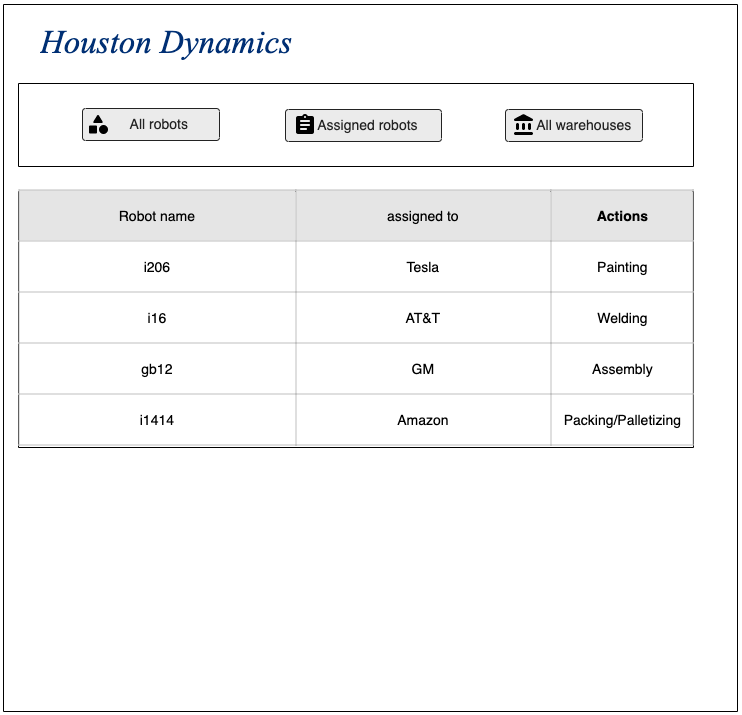 Houston Dynamics
All robots Assigned robots All warehouses
Robot name assigned to Actions
i206 Tesla Painting
i16 AT&T Welding
gb12 GM Assembly
i1414 Amazon Packing/Palletizing